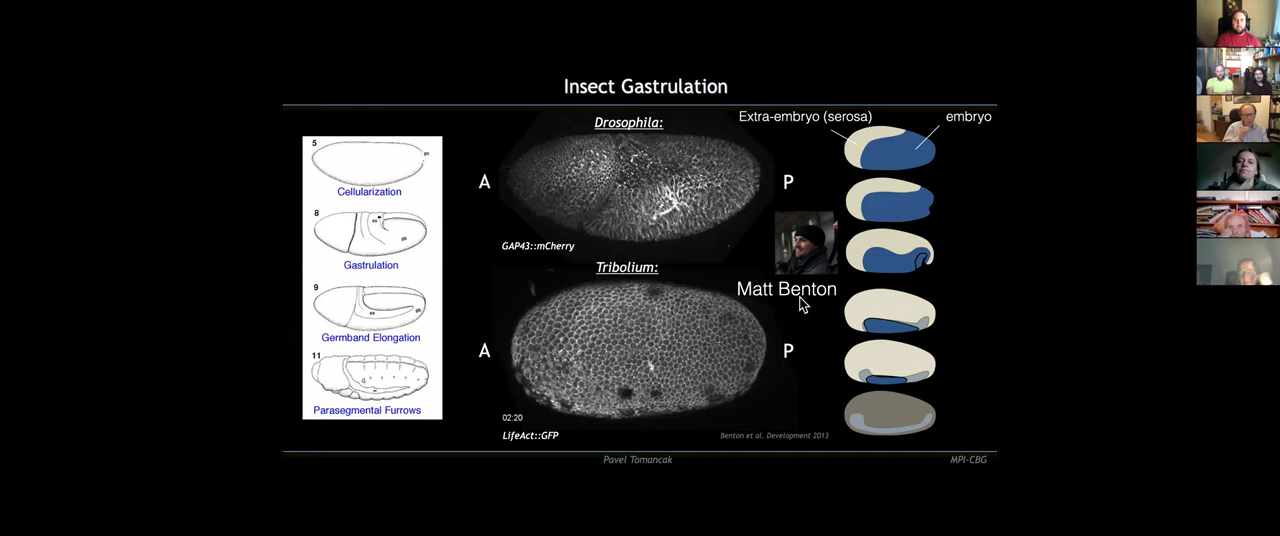 Insect Gastrulation
5
Cellularization
8
Gastrulation
9
Germband Elongation
11
Parasegmental Furrows
Drosophila:
A
P
GAP43::mCherry
Tribolium:
A
P
02:20
LifeAct::GFP
Matt Benton
Benton et al. Development 2013
Extra-embryo (serosa)
embryo
Pavel Tomancak
MPI-CBG